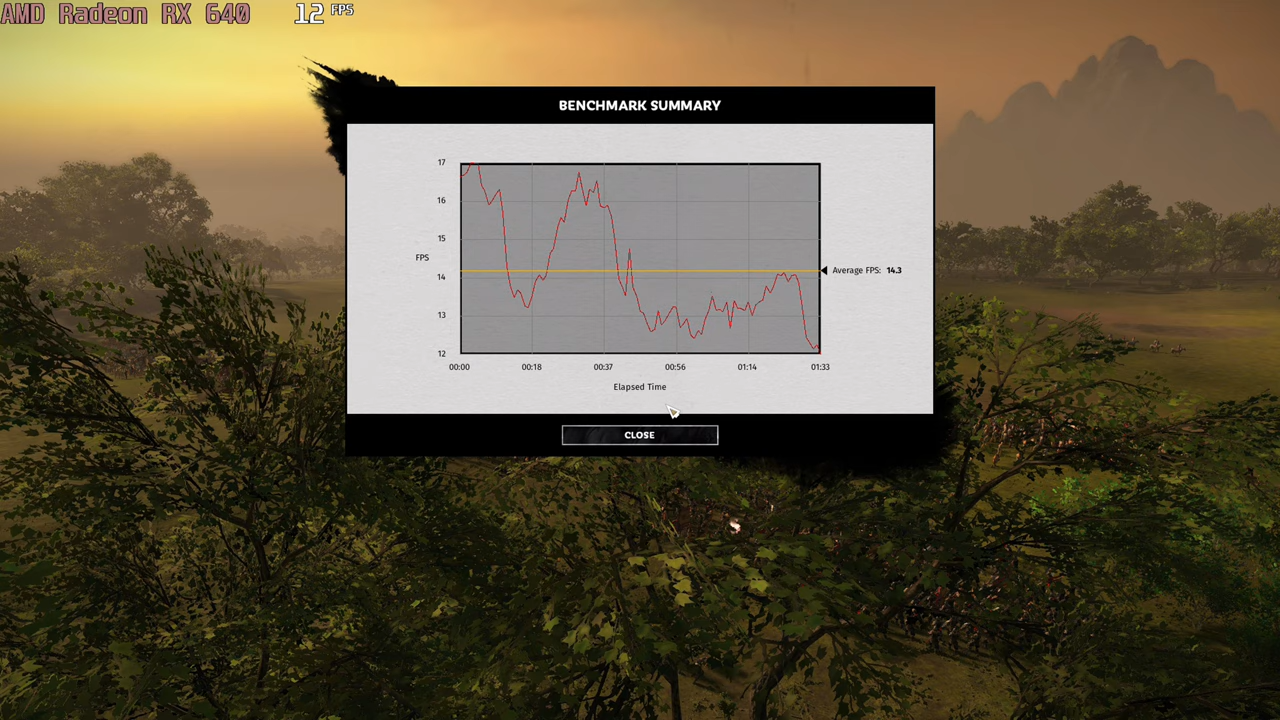 AMD Radeon RX 640 12 FPS
BENCHMARK SUMMARY
17
16
15
FPS
14
Average FPS: 14.3
13
12
00:00 00:18 00:37 00:56 01:14 01:33
Elapsed Time
CLOSE